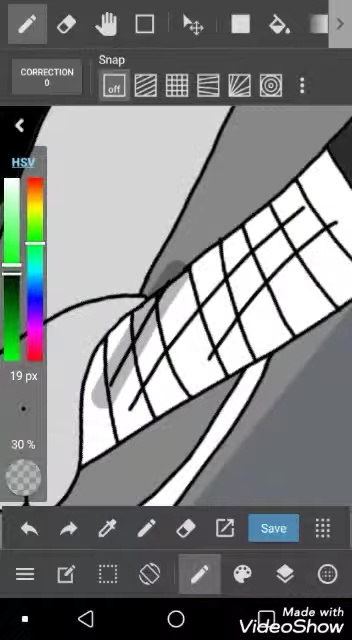 Snap
CORRECTION
0
off
HSV
19 px
30 %
Save
Made with
VideoShow